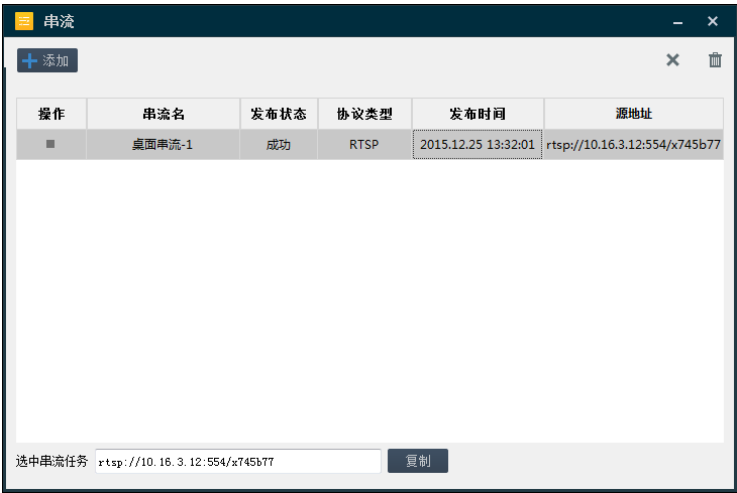 串流
添加
操作 串流名 发布状态 协议类型 发布时间 源地址
桌面串流-1 成功 RTSP 2015.12.25 13:32:01 rtsp://10.16.3.12:554/x745b77
选中串流任务 rtsp://10.16.3.12:554/x745b77 复制